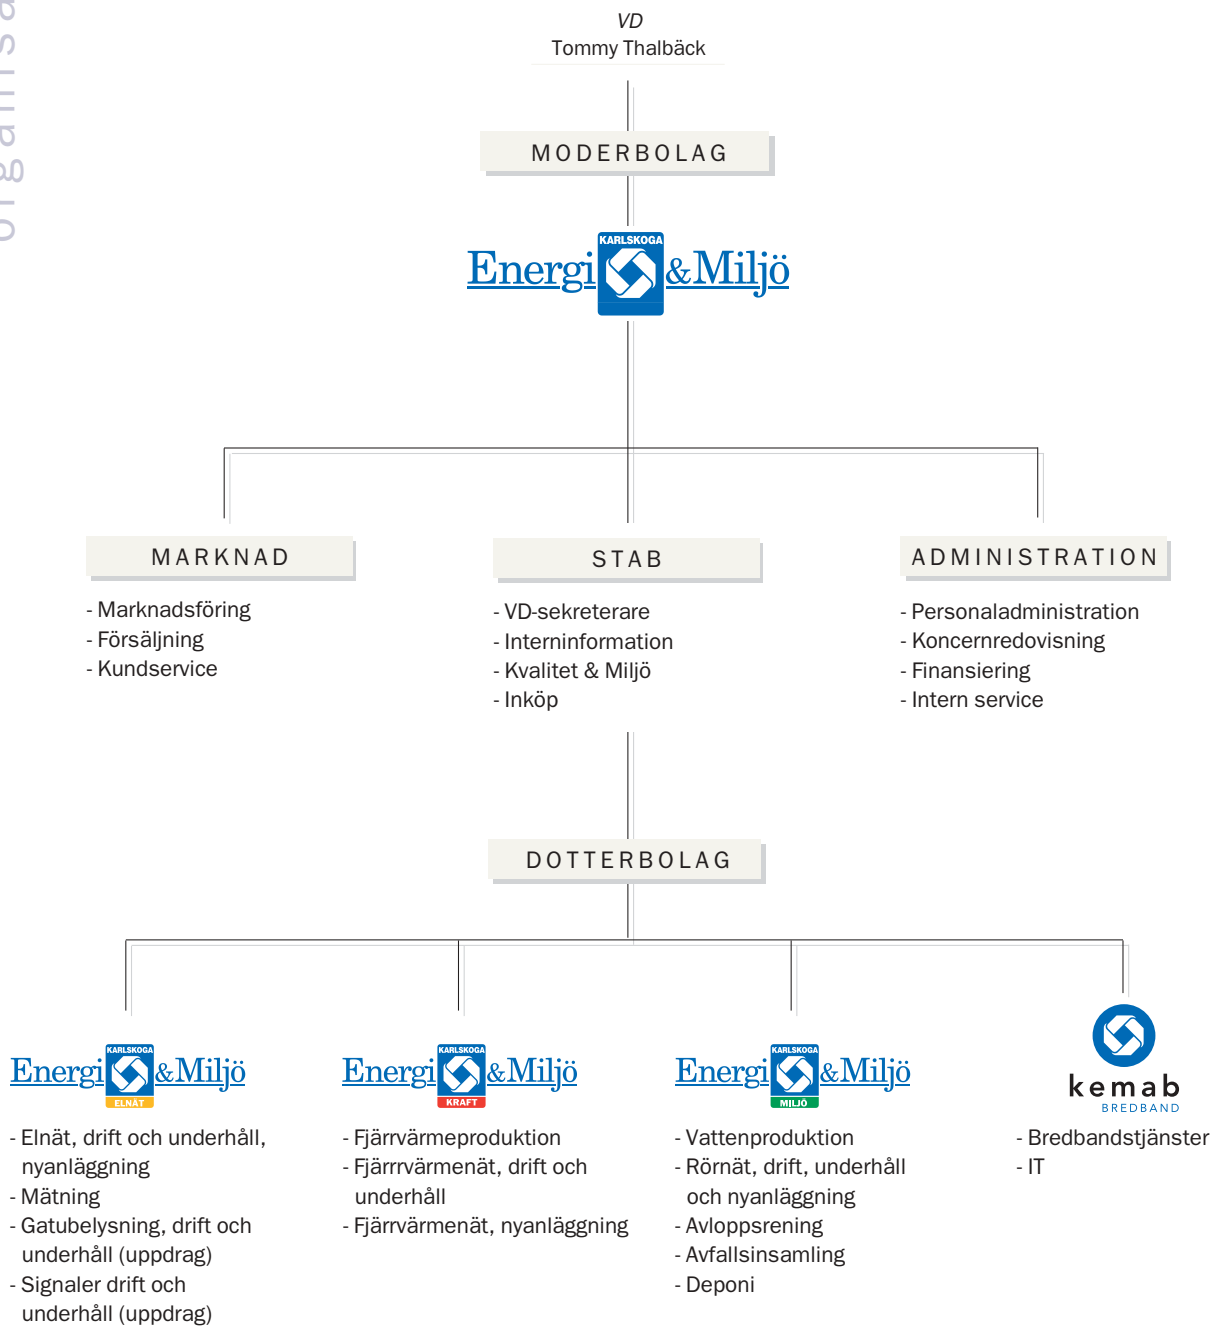 VD
Tommy Thalbäck
MODERBOLAG
KARLSKOGA
Energi &Miljö
MARKNAD
- Marknadsföring
- Försäljning
- Kundservice
STAB
- VD-sekreterare
- Interninformation
- Kvalitet & Miljö
- Inköp
ADMINISTRATION
- Personaladministration
- Koncernredovisning
- Finansiering
- Intern service
DOTTERBOLAG
KARLSKOGA
Energi &Miljö
ELNÄT
- Elnät, drift och underhåll,
nyanläggning
- Mätning
- Gatubelysning, drift och
underhåll (uppdrag)
- Signaler drift och
underhåll (uppdrag)
KARLSKOGA
Energi &Miljö
KRAFT
- Fjärrvärmeproduktion
- Fjärrrvärmenät, drift och
underhåll
- Fjärrvärmenät, nyanläggning
KARLSKOGA
Energi &Miljö
MILJÖ
- Vattenproduktion
- Rörnät, drift, underhåll
och nyanläggning
- Avloppsrening
- Avfallsinsamling
- Deponi
kemab
BREDBAND
- Bredbandstjänster
- IT
organisa